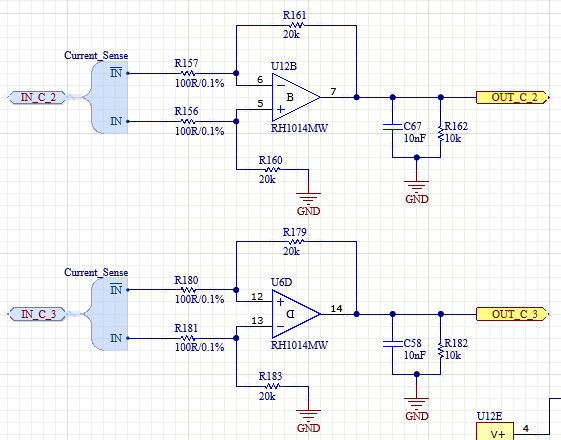 R161
20k
Current_Sense
R157
U12B
IN
100R/0.1%
6
7
IN_C_2
B
OUT_C_2
R156
5
IN
100R/0.1%
RH1014MW
C67
10nF
R162
10k
R160
20k
GND
GND
R179
20k
Current_Sense
R180
U6D
IN
100R/0.1%
12
14
IN_C_3
D
OUT_C_3
R181
13
IN
100R/0.1%
RH1014MW
C58
10nF
R182
10k
R183
20k
GND
GND
U12E
V+
4